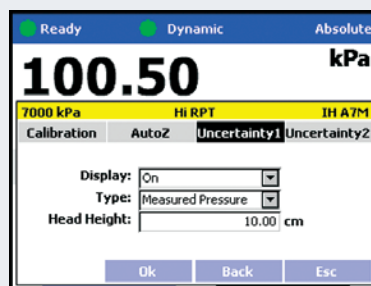 Ready Dynamic Absolute
kPa
100.50
7000 kPa Hi RPT IH A7M
Calibration AutoZ Uncertainty1 Uncertainty2
Display: On
Type: Measured Pressure
Head Height: 10.00 cm
Ok Back Esc